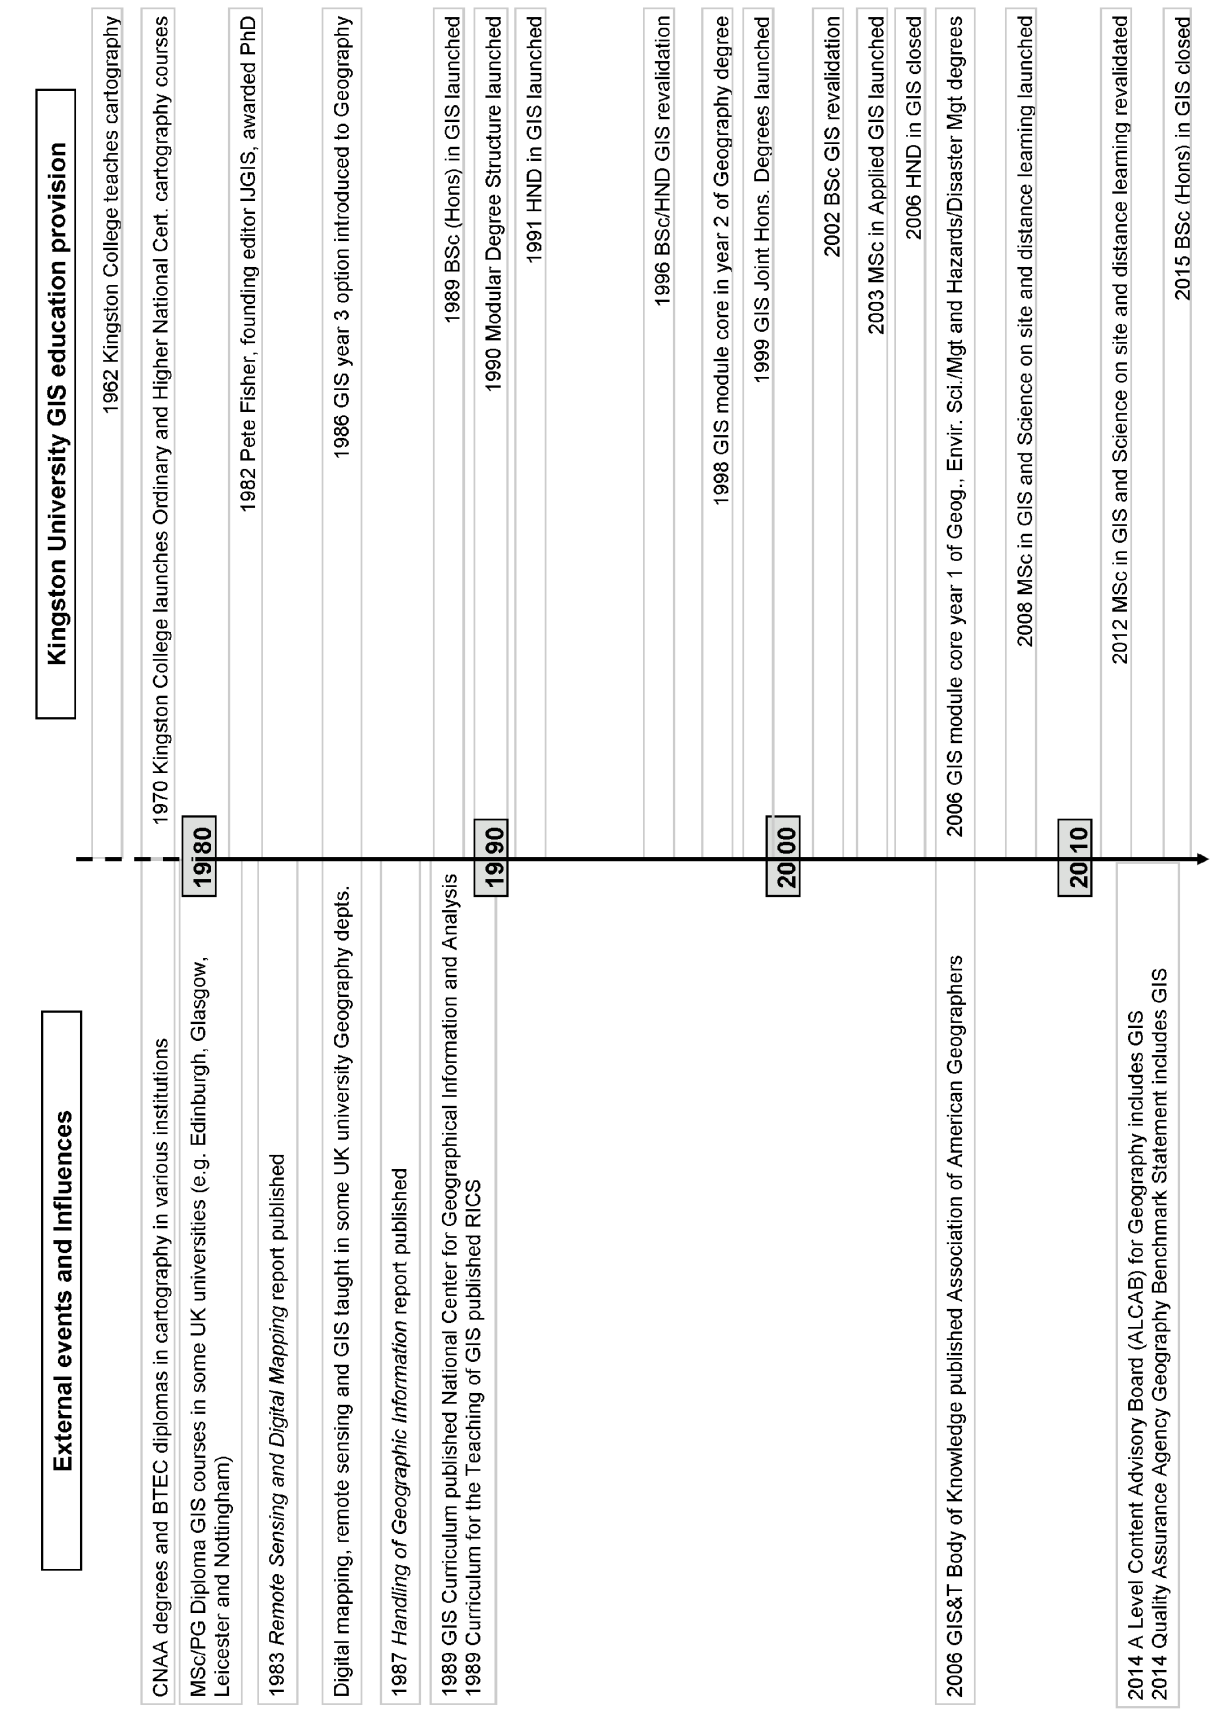 External events and Influences
CNAA degrees and BTEC diplomas in cartography in various institutions
MSc/PG Diploma GIS courses in some UK universities (e.g. Edinburgh, Glasgow,
Leicester and Nottingham)
1983 Remote Sensing and Digital Mapping report published
Digital mapping, remote sensing and GIS taught in some UK university Geography depts.
1987 Handling of Geographic Information report published
1989 GIS Curriculum published National Center for Geographical Information and Analysis
1989 Curriculum for the Teaching of GIS published RICS
2006 GIS&T Body of Knowledge published Association of American Geographers
2014 A Level Content Advisory Board (ALCAB) for Geography includes GIS
2014 Quality Assurance Agency Geography Benchmark Statement includes GIS
1980
1990
2000
2010
Kingston University GIS education provision
1962 Kingston College teaches cartography
1970 Kingston College launches Ordinary and Higher National Cert. cartography courses
1982 Pete Fisher, founding editor IJGIS, awarded PhD
1986 GIS year 3 option introduced to Geography
1989 BSc (Hons) in GIS launched
1990 Modular Degree Structure launched
1991 HND in GIS launched
1996 BSc/HND GIS revalidation
1998 GIS module core in year 2 of Geography degree
1999 GIS Joint Hons. Degrees launched
2002 BSc GIS revalidation
2003 MSc in Applied GIS launched
2006 HND in GIS closed
2006 GIS module core year 1 of Geog., Envir. Sci./Mgt and Hazards/Disaster Mgt degrees
2008 MSc in GIS and Science on site and distance learning launched
2012 MSc in GIS and Science on site and distance learning revalidated
2015 BSc (Hons) in GIS closed